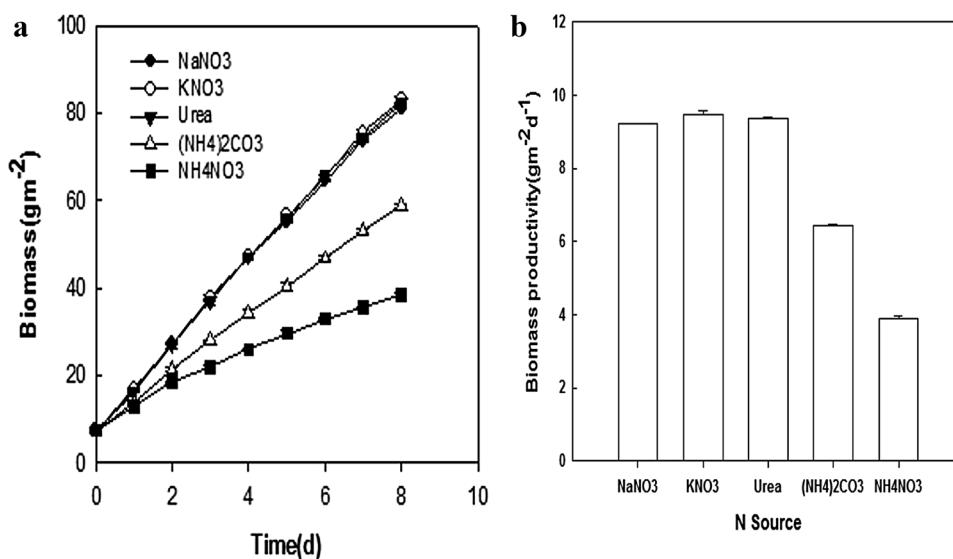 a
Biomass(gm-2)
100
80
60
40
20
0
NaNO3
KNO3
Urea
(NH4)2CO3
NH4NO3
0 2 4 6 8 10
Time(d)
b
Biomass productivity(gm-2d-1)
12
10
8
6
4
2
0
NaNO3 KNO3 Urea (NH4)2CO3 NH4NO3
N Source